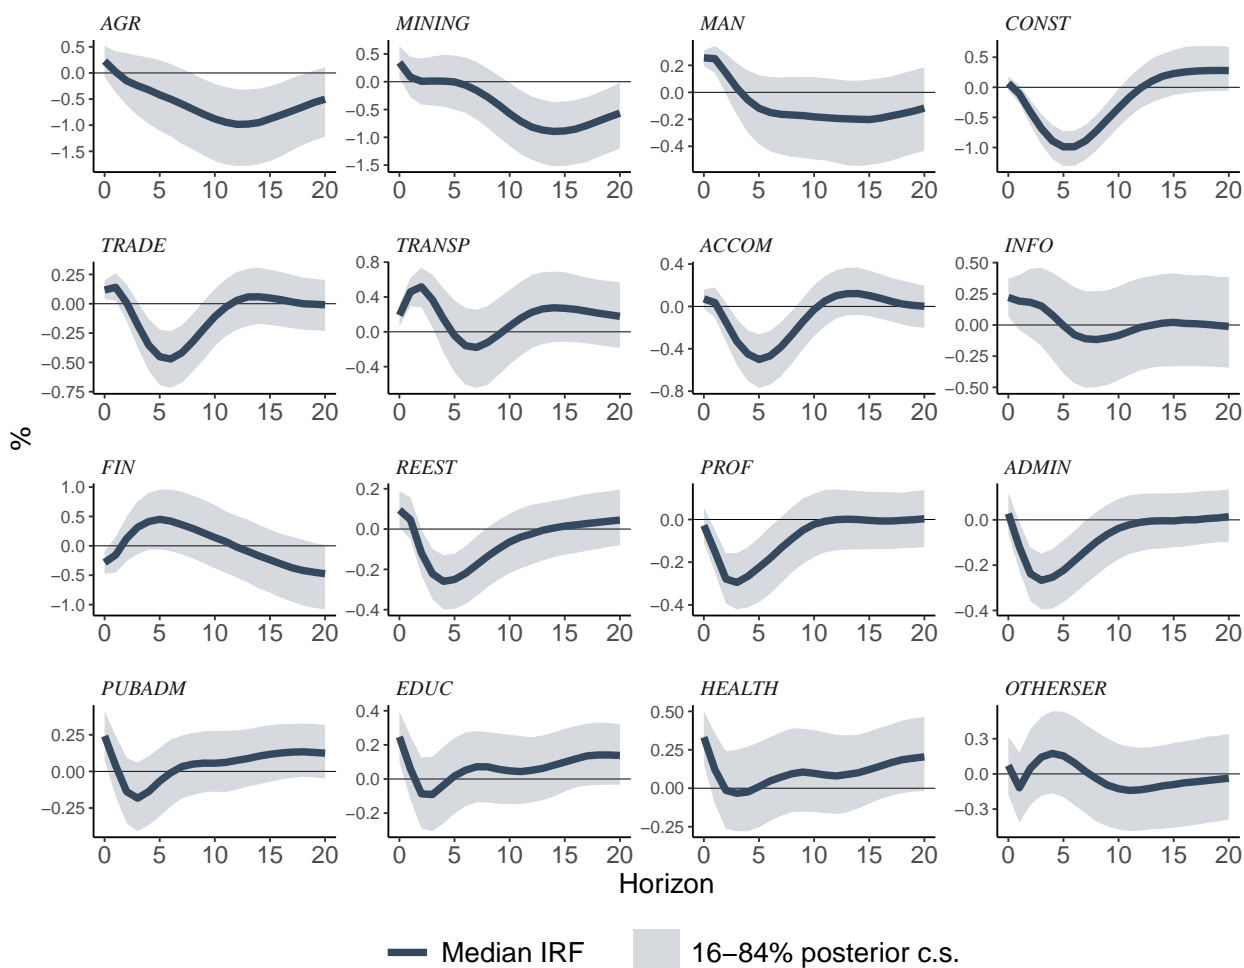 AGR
0.5
0.0
−0.5
−1.0
−1.5
0 5 10 15 20
MINING
0.5
0.0
−0.5
−1.0
−1.5
0 5 10 15 20
MAN
0.2
0.0
−0.2
−0.4
0 5 10 15 20
CONST
0.5
0.0
−0.5
−1.0
0 5 10 15 20
TRADE
0.25
0.00
−0.25
−0.50
−0.75
0 5 10 15 20
TRANSP
0.8
0.4
0.0
−0.4
0 5 10 15 20
ACCOM
0.4
0.0
−0.4
−0.8
0 5 10 15 20
INFO
0.50
0.25
0.00
−0.25
−0.50
0 5 10 15 20
%
FIN
1.0
0.5
0.0
−0.5
−1.0
0 5 10 15 20
REEST
0.2
0.0
−0.2
−0.4
0 5 10 15 20
PROF
0.0
−0.2
−0.4
0 5 10 15 20
ADMIN
0.0
−0.2
−0.4
0 5 10 15 20
PUBADM
0.25
0.00
−0.25
0 5 10 15 20
EDUC
0.4
0.2
0.0
−0.2
0 5 10 15 20
HEALTH
0.50
0.25
0.00
−0.25
0 5 10 15 20
OTHERSER
0.3
0.0
−0.3
0 5 10 15 20
Horizon
Median IRF
16−84% posterior c.s.